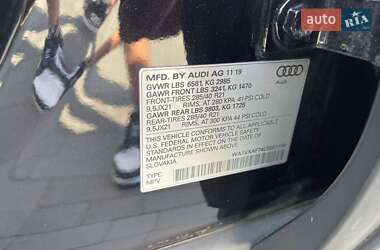 auto RIA
MFD. BY AUDI AG 11 19
GVWR LBS 6581, KG 2985
GAWR FRONT LBS 3241, KG 1470
FRONT-TIRES 285/40 R21
9,5JX21 RIMS, AT 280 KPA/ 41 PSI COLD
GAWR REAR LBS 3803, KG 1725
REAR-TIRES 285/40 R21
9,5JX21 RIMS, AT 300 KPA/ 44 PSI COLD
THIS VEHICLE CONFORMS TO ALL APPLICABLE
U.S. FEDERAL MOTOR VEHICLE SAFETY
STANDARDS IN EFFECT ON THE DATE OF
MANUFACTURE SHOWN ABOVE.
SLOVAKIA
TYPE:
MPV
Audi